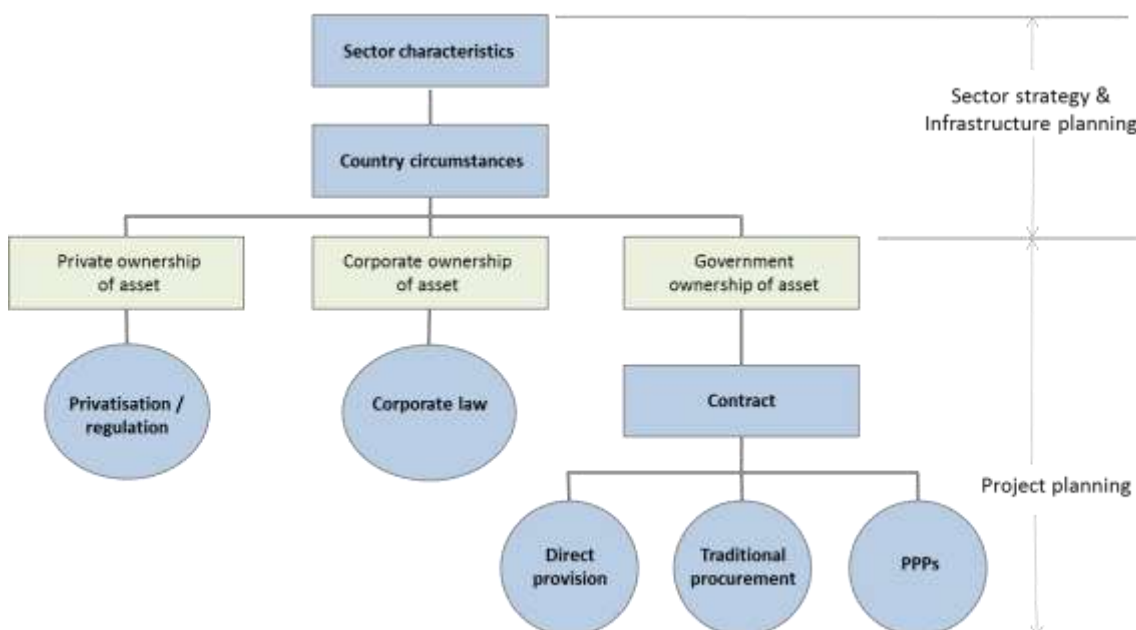 Sector characteristics
Sector strategy &
Infrastructure planning
Country circumstances
Private ownership
of asset
Corporate ownership
of asset
Government
ownership of asset
Privatisation /
regulation
Corporate law
Contract
Project planning
Direct
provision
Traditional
procurement
PPPs